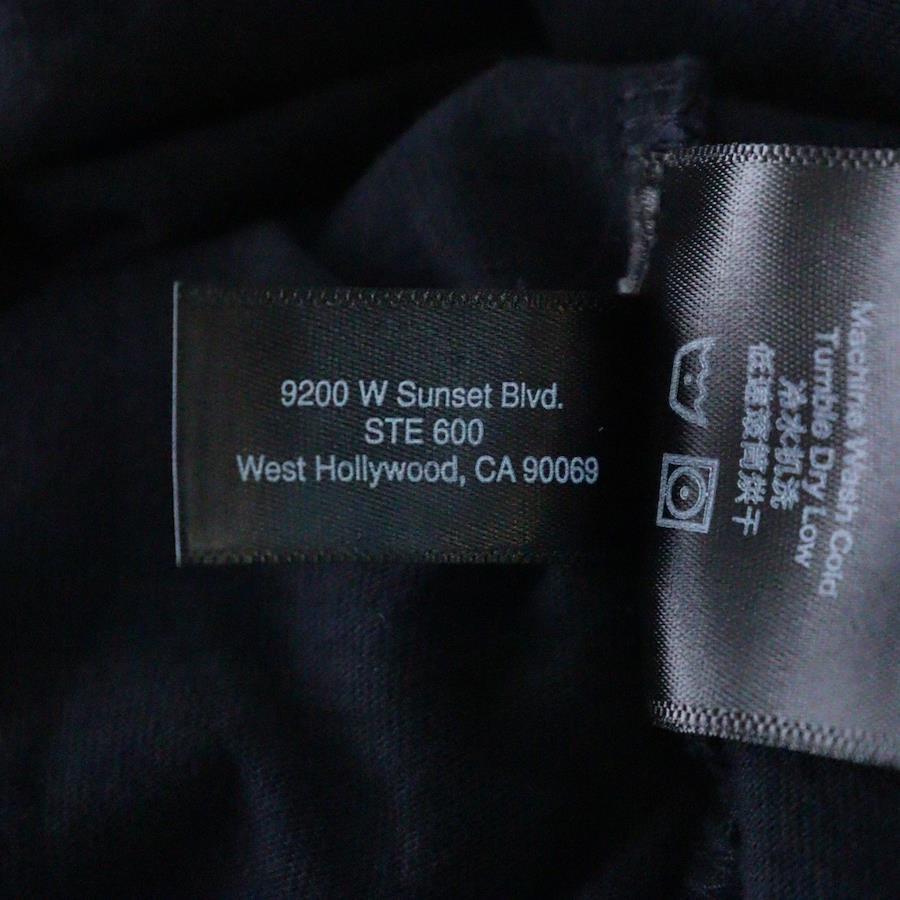 9200 W Sunset Blvd.
STE 600
West Hollywood, CA 90069
Machine Wash Cold
Tumble Dry Low
冷水机洗
低温滚筒烘干